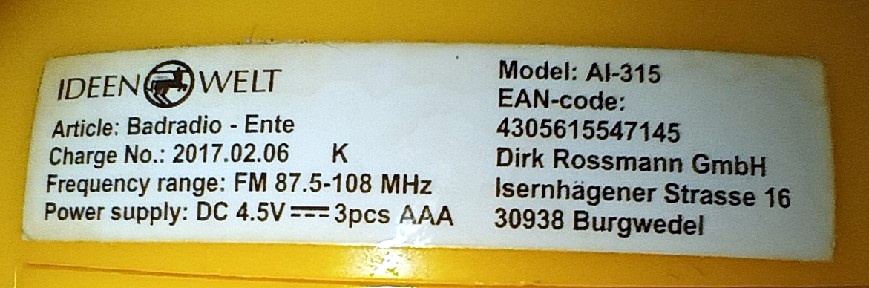 IDEEN WELT
Article: Badradio - Ente
Charge No.: 2017.02.06 K
Frequency range: FM 87.5-108 MHz
Power supply: DC 4.5V 3pcs AAA
Model: AI-315
EAN-code:
4305615547145
Dirk Rossmann GmbH
Isernhägener Strasse 16
30938 Burgwedel